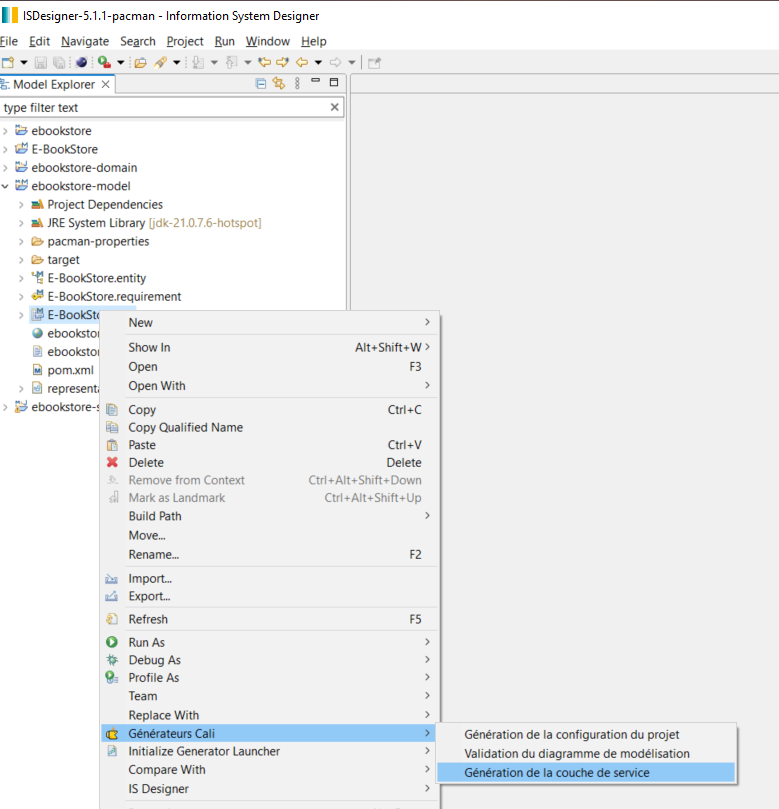 ISDesigner-5.1.1-pacman - Information System Designer
File Edit Navigate Search Project Run Window Help
Model Explorer
type filter text
ebookstore
E-BookStore
ebookstore-domain
ebookstore-model
Project Dependencies
JRE System Library [jdk-21.0.7.6-hotspot]
pacman-properties
target
E-BookStore.entity
E-BookStore.requirement
E-BookSto
ebookstor
ebookstor
pom.xml
representa
ebookstore-s
New
Show In Alt+Shift+W
Open F3
Open With
Copy Ctrl+C
Copy Qualified Name
Paste Ctrl+V
Delete Delete
Remove from Context Ctrl+Alt+Shift+Down
Mark as Landmark Ctrl+Alt+Shift+Up
Build Path
Move...
Rename... F2
Import...
Export...
Refresh F5
Run As
Debug As
Profile As
Team
Replace With
Générateurs Cali
Initialize Generator Launcher
Compare With
IS Designer
Génération de la configuration du projet
Validation du diagramme de modélisation
Génération de la couche de service